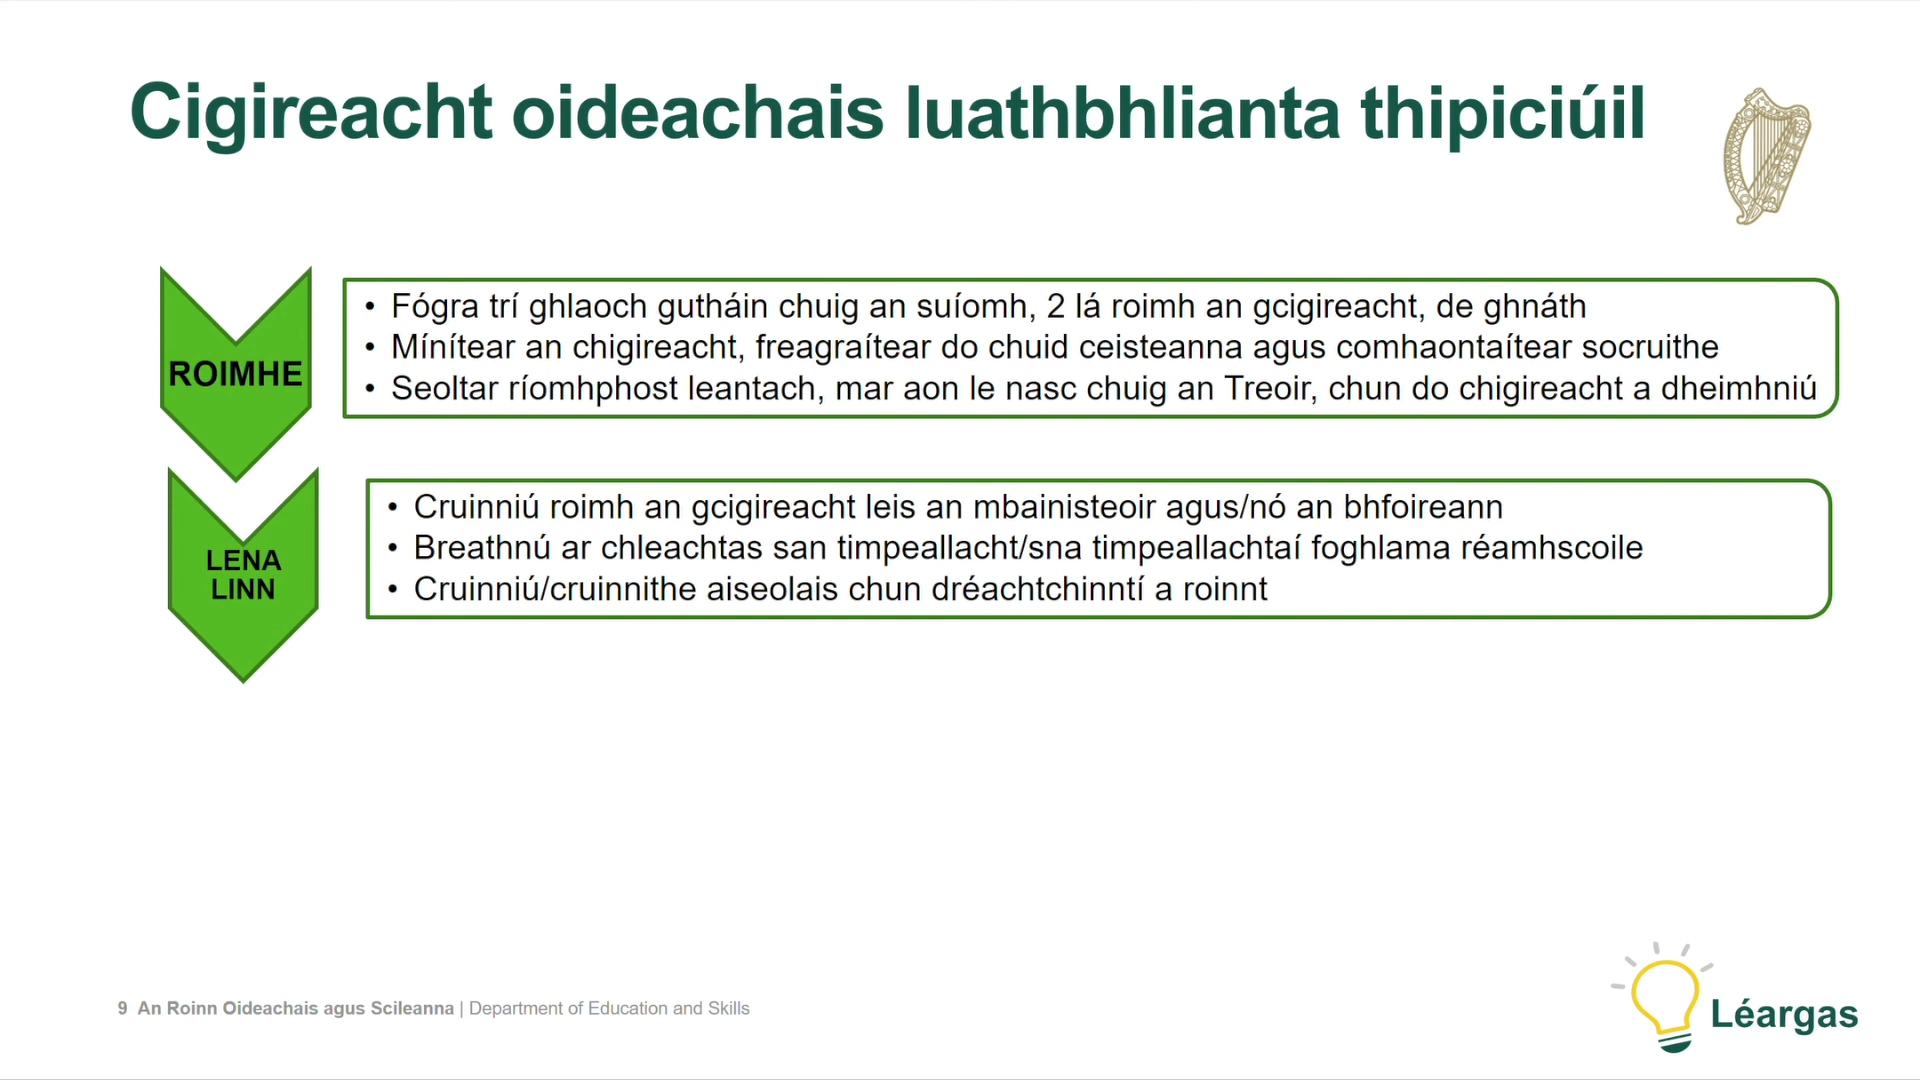 Cigireacht oideachais luathbhlianta thipiciúil
ROIMHE
• Fógra trí ghlaoch gutháin chuig an suíomh, 2 lá roimh an gcigireacht, de ghnáth
• Mínítear an chigireacht, freagraítear do chuid ceisteanna agus comhaontaítear socruithe
• Seoltar ríomhphost leantach, mar aon le nasc chuig an Treoir, chun do chigireacht a dheimhniú
LENA
LINN
• Cruinniú roimh an gcigireacht leis an mbainisteoir agus/nó an bhfoireann
• Breathnú ar chleachtas san timpeallacht/sna timpeallachtaí foghlama réamhscoile
• Cruinniú/cruinnithe aiseolais chun dréachtchinntí a roinnt
9 An Roinn Oideachais agus Scileanna | Department of Education and Skills
Léargas